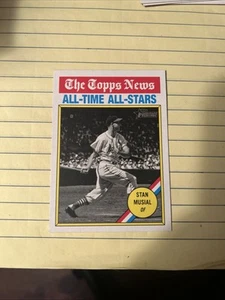 The Topps News
ALL-TIME ALL-STARS
STAN
MUSIAL
OF